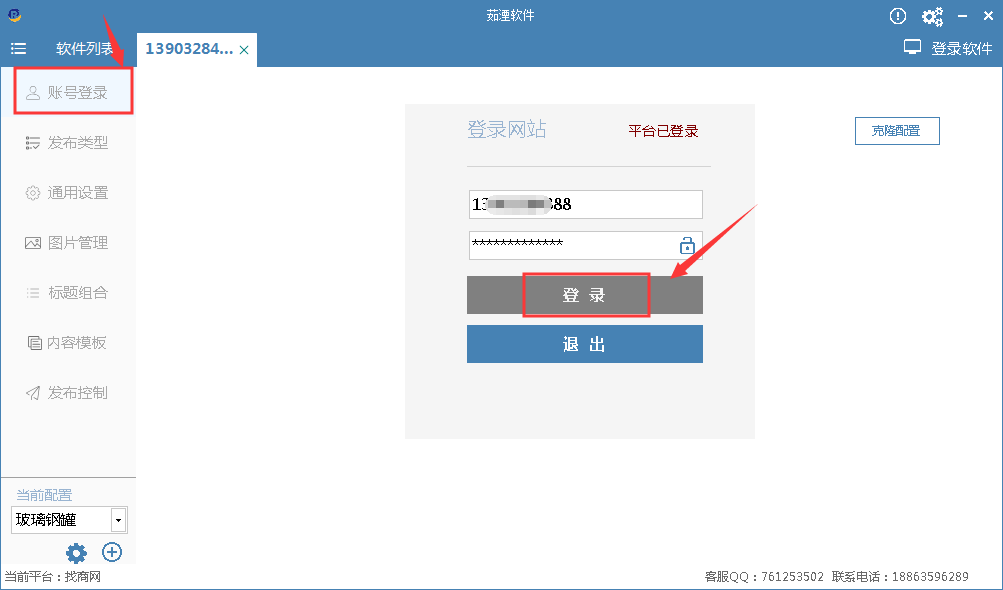 茹湮软件
软件列表
13903284...
登录软件
账号登录
发布类型
通用设置
图片管理
标题组合
内容模板
发布控制
登录网站
平台已登录
克隆配置
13 888
*************
登 录
退 出
当前配置
玻璃钢罐
当前平台：找商网
客服QQ：761253502 联系电话：18863596289